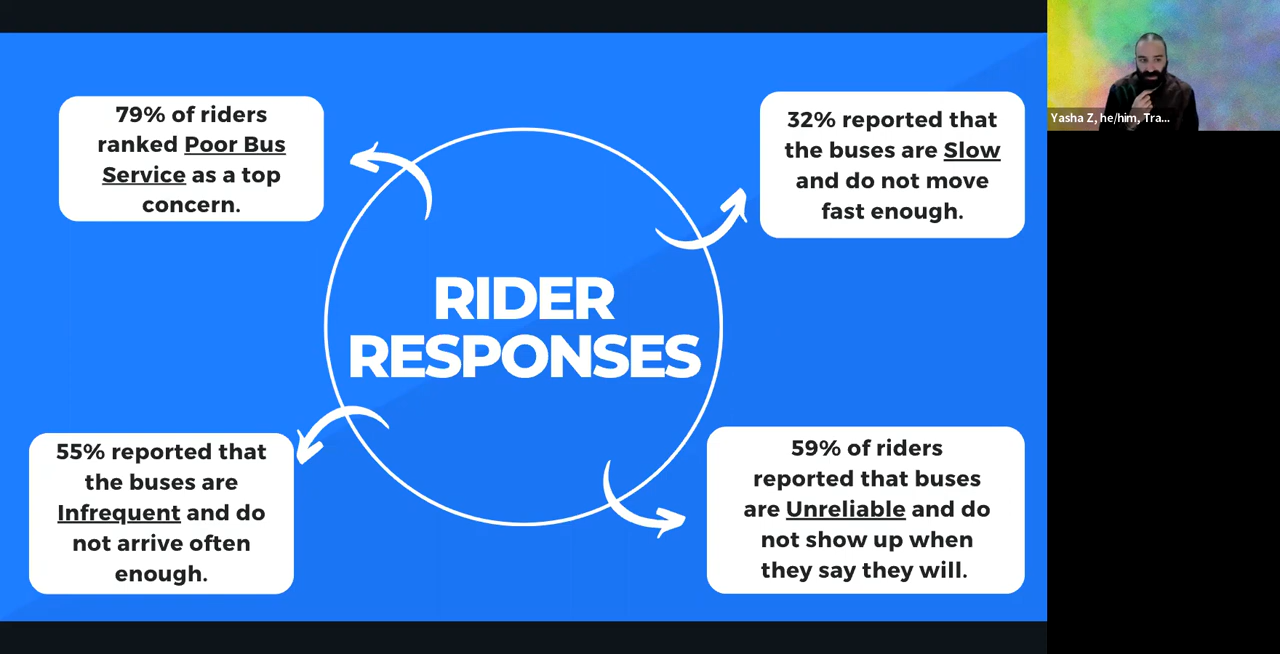 79% of riders
ranked Poor Bus
Service as a top
concern.
32% reported that
the buses are Slow
and do not move
fast enough.
RIDER
RESPONSES
55% reported that
the buses are
Infrequent and do
not arrive often
enough.
59% of riders
reported that buses
are Unreliable and do
not show up when
they say they will.
Yasha Z, he/him, Tra...